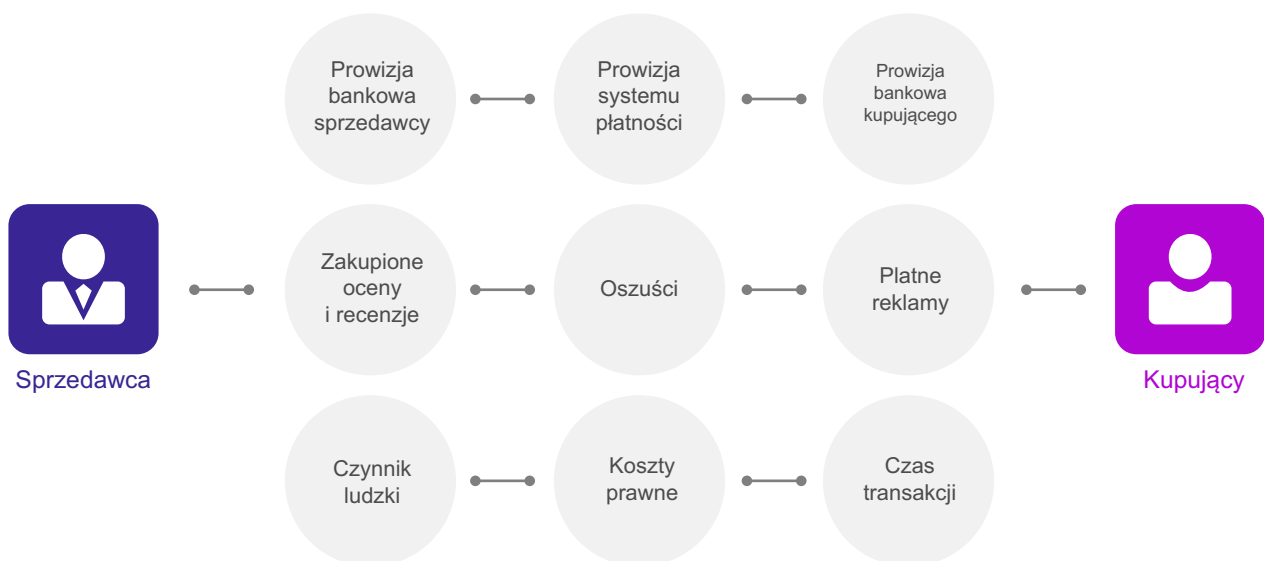 Prowizja
bankowa
sprzedawcy
Prowizja
systemu
płatności
Prowizja
bankowa
kupującego
Zakupione
oceny
i recenzje
Oszuści
Platne
reklamy
Sprzedawca
Kupujący
Czynnik
ludzki
Koszty
prawne
Czas
transakcji